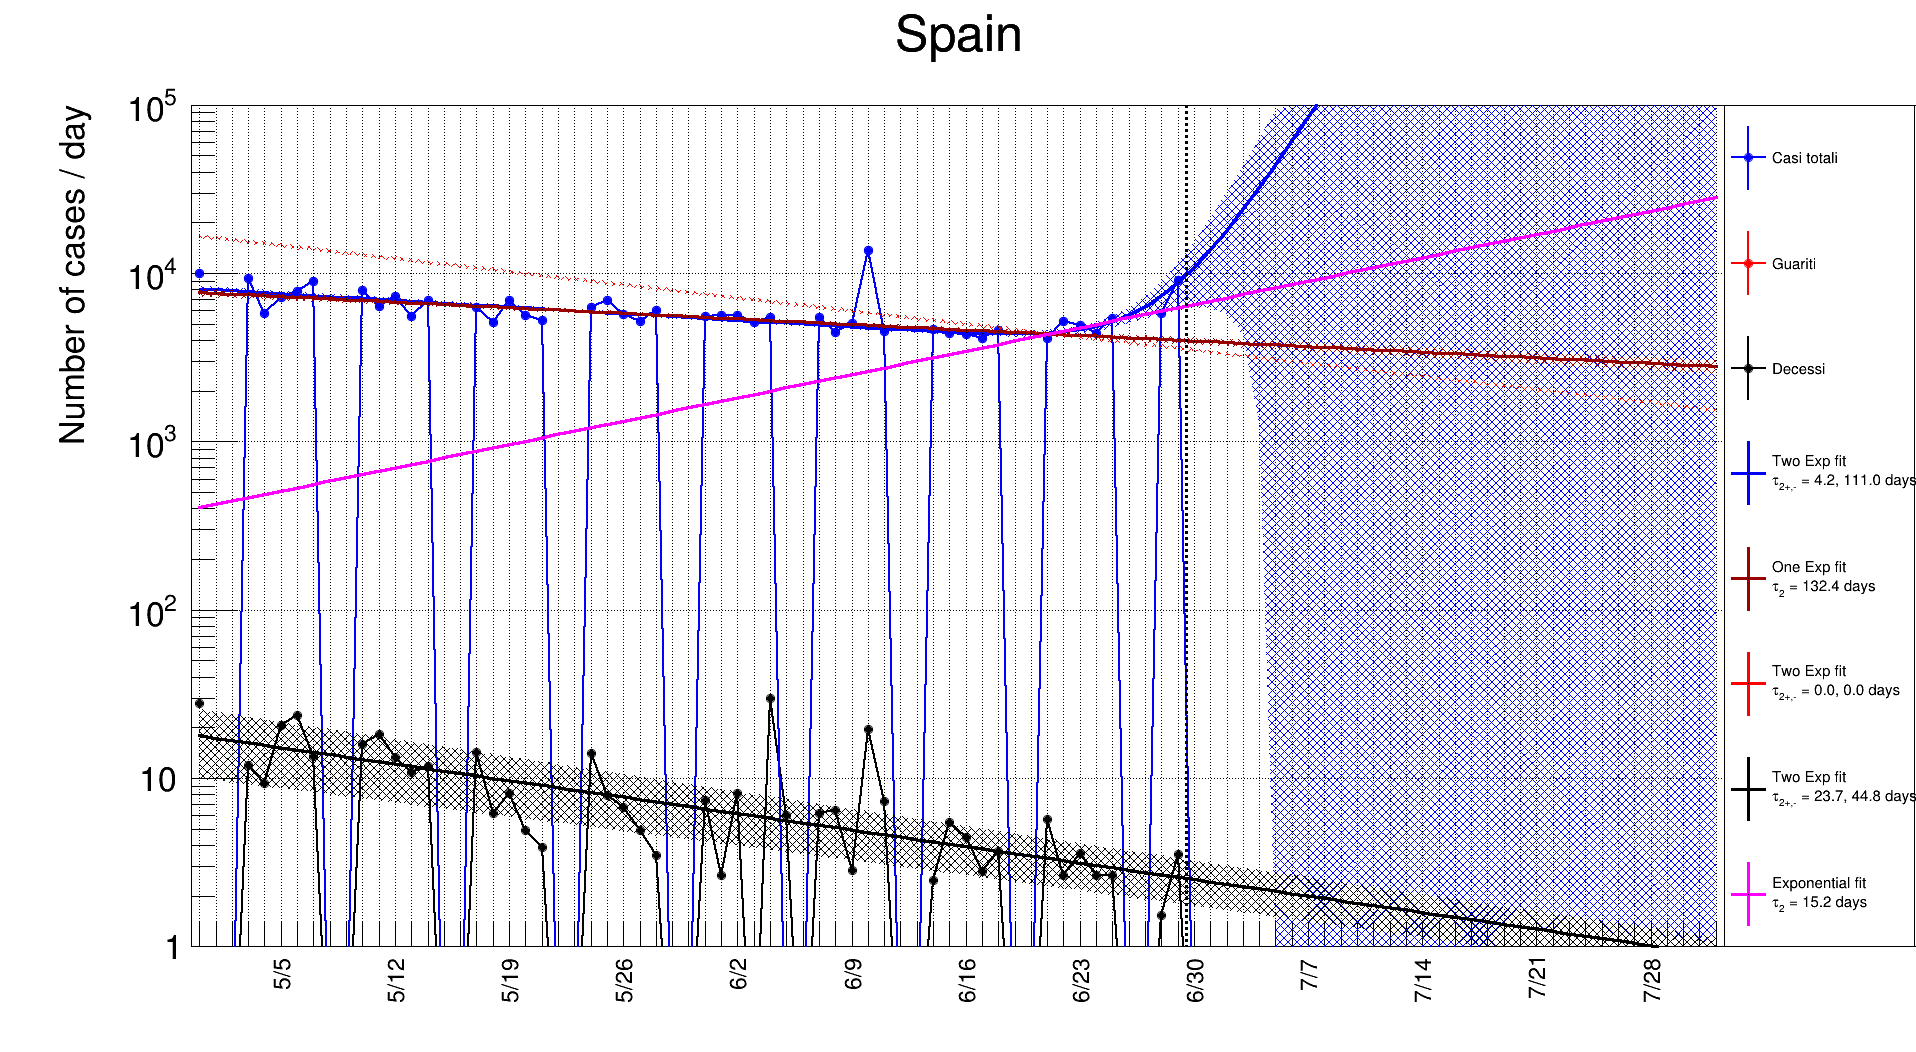 Spain
Number of cases / day
10^5
10^4
10^3
10^2
10
1
5/5
5/12
5/19
5/26
6/2
6/9
6/16
6/23
6/30
7/7
7/14
7/21
7/28
Casi totali
Guariti
Decessi
Two Exp fit
τ2+,- = 4.2, 111.0 days
One Exp fit
τ2 = 132.4 days
Two Exp fit
τ2+,- = 0.0, 0.0 days
Two Exp fit
τ2+,- = 23.7, 44.8 days
Exponential fit
τ2 = 15.2 days